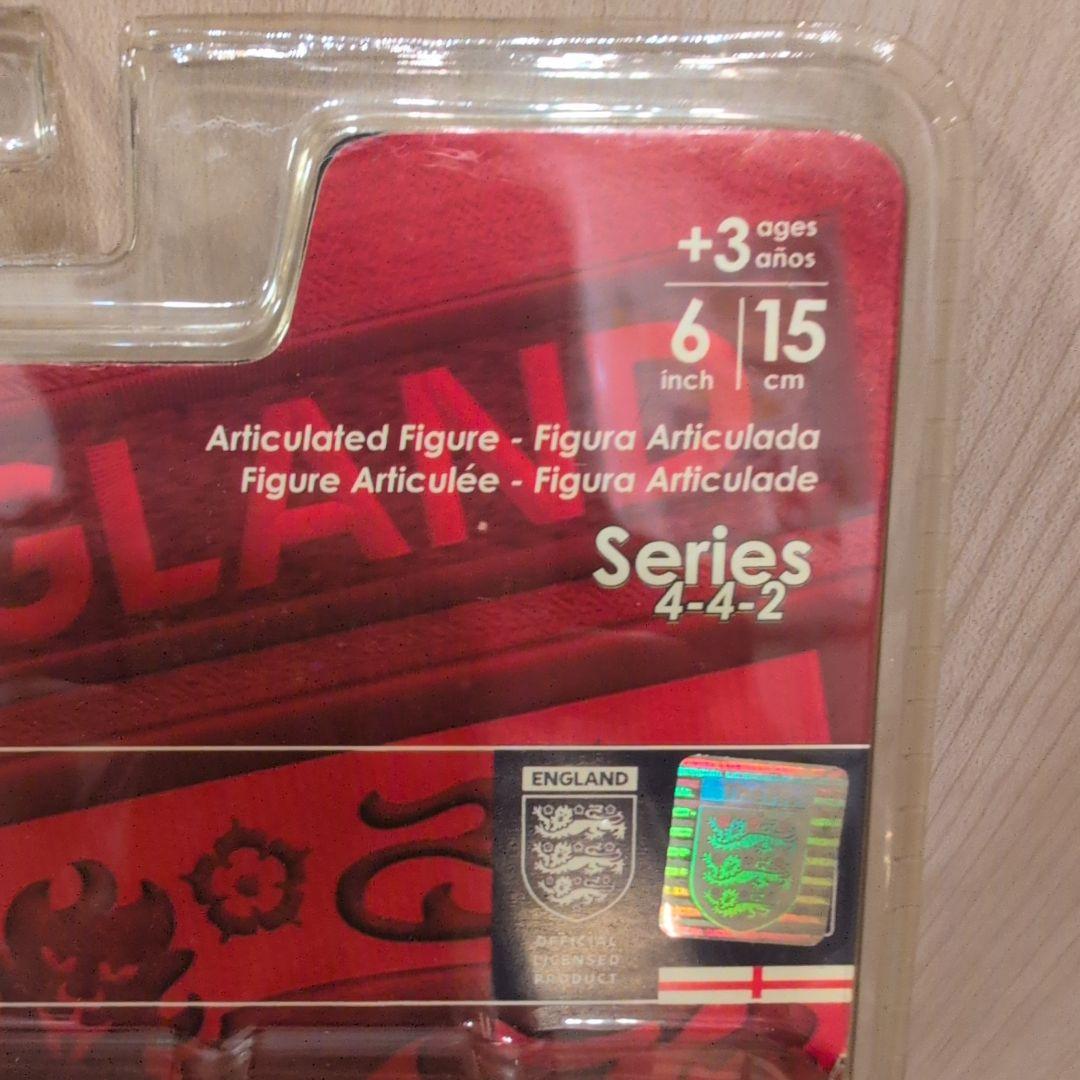 +3 ages
años
6 15
inch cm
GLAND
Articulated Figure - Figura Articulada
Figure Articulée - Figura Articulade
Series
4-4-2
ENGLAND
OFFICIAL
LICENSED
PRODUCT